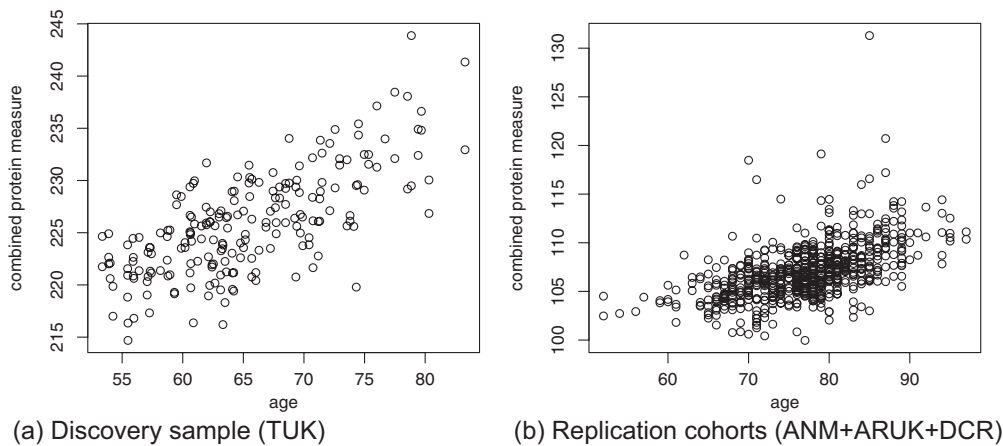 245
240
235
230
225
220
215
combined protein measure
55 60 65 70 75 80
age
(a) Discovery sample (TUK)
130
125
120
115
110
105
100
combined protein measure
60 70 80 90
age
(b) Replication cohorts (ANM+ARUK+DCR)